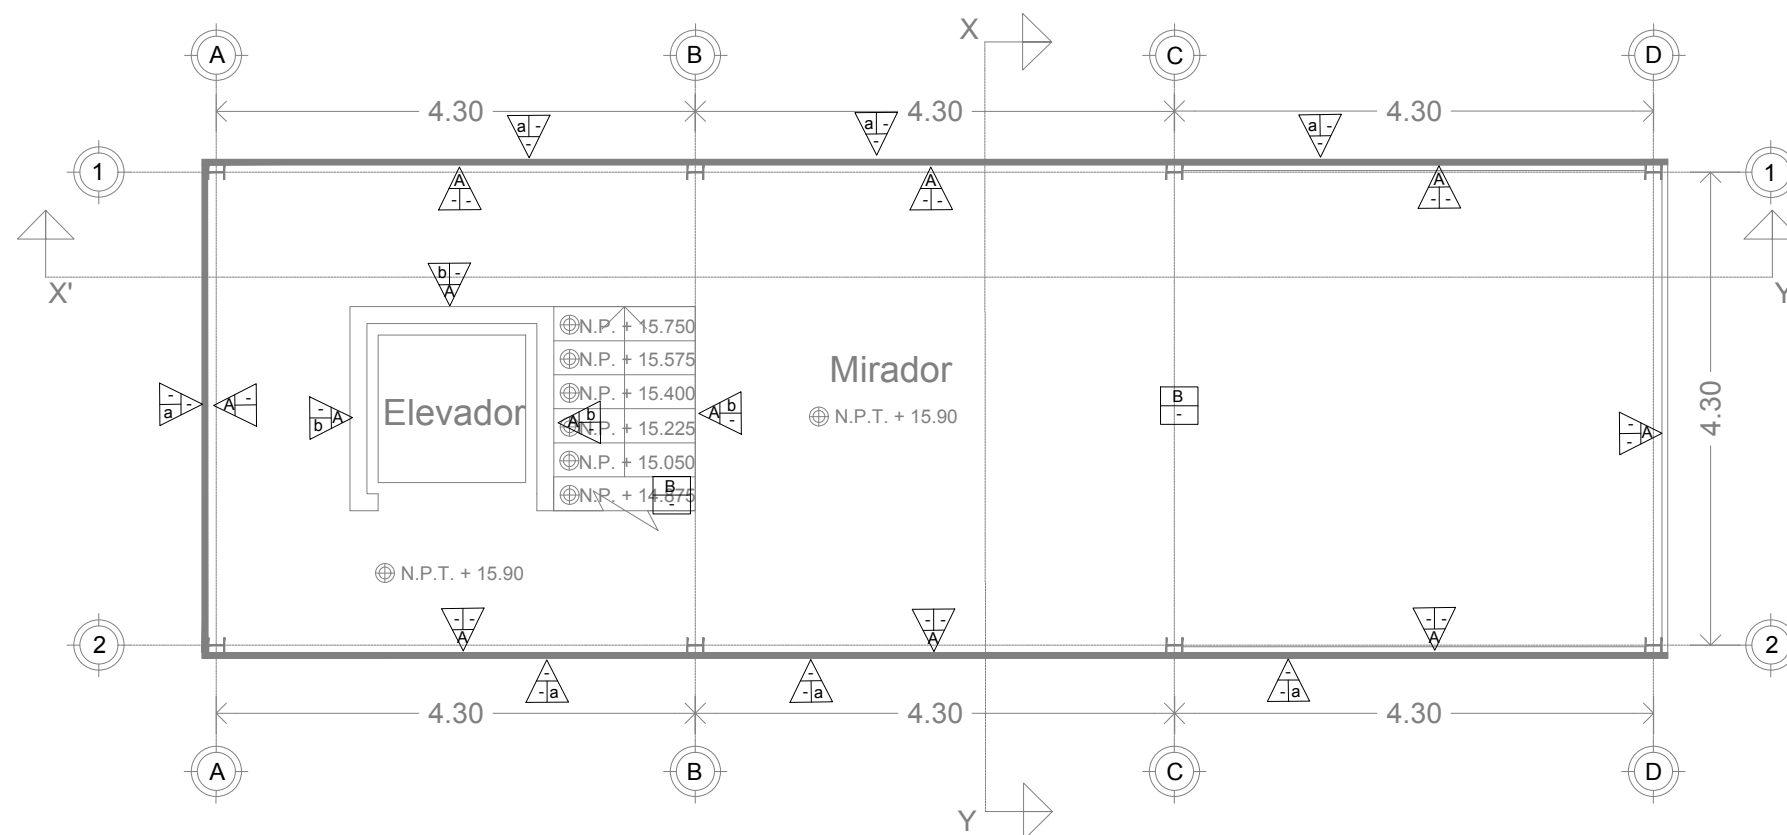 X
A B C D
4.30 4.30 4.30
a - -
a - -
a - -
1 1
A - -
A - -
A - -
X' Y
b - A
N.P. + 15.750
N.P. + 15.575
N.P. + 15.400
N.P. + 15.225
N.P. + 15.050
N.P. + 14.875
Elevador
Mirador
N.P.T. + 15.90
- a -
A -
- b A
A b -
A b -
B -
B -
- - A
4.30
N.P.T. + 15.90
- - A
- - A
- - A
2 2
- - a
- - a
- - a
4.30 4.30 4.30
A B C D
Y